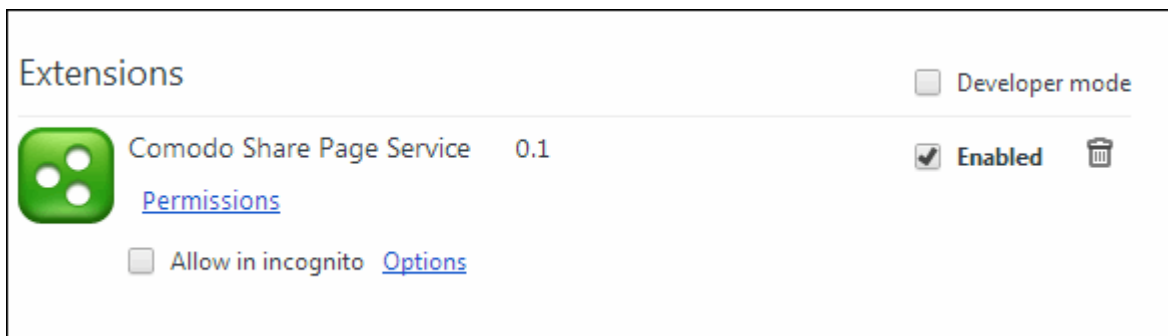 Extensions
Developer mode
Comodo Share Page Service 0.1
Enabled
Permissions
Allow in incognito Options